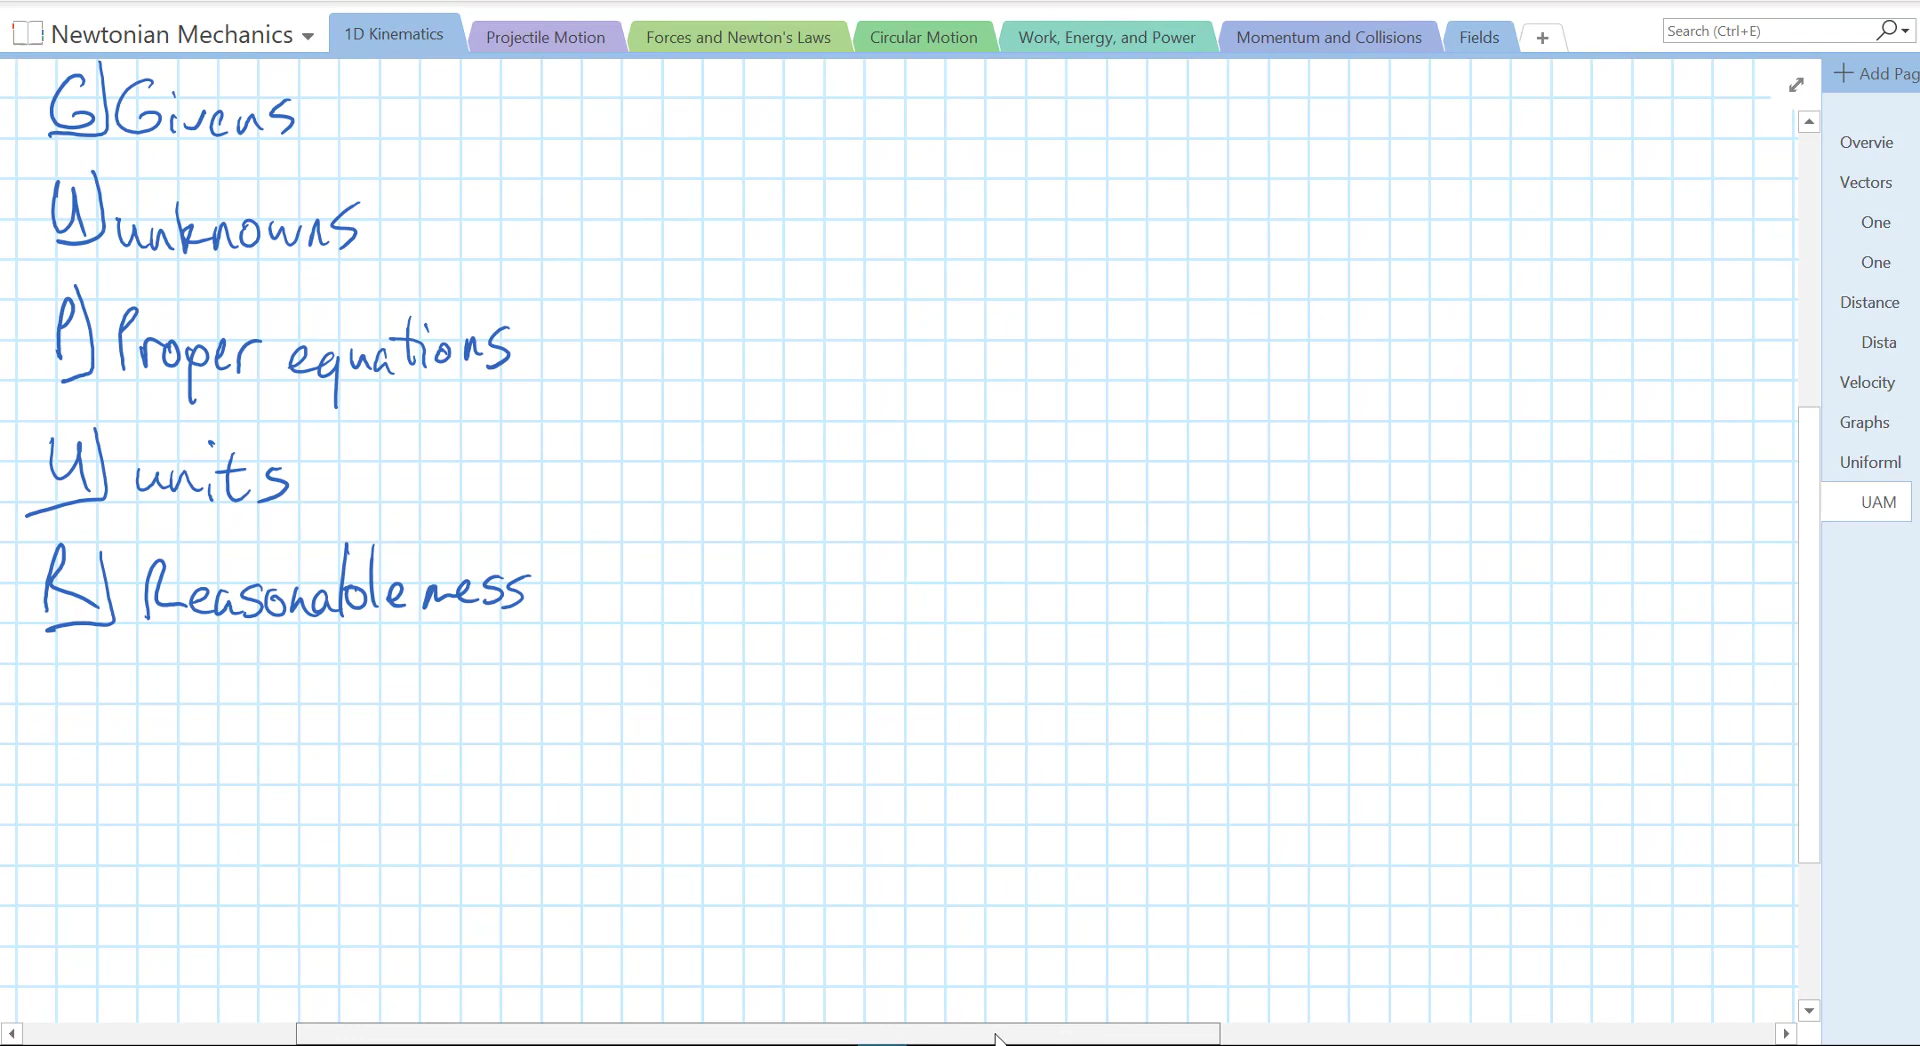 Newtonian Mechanics 1D Kinematics Projectile Motion Forces and Newton's Laws Circular Motion Work, Energy, and Power Momentum and Collisions Fields + Search (Ctrl+E)
Add Pag
G) Givens
Overvie
Vectors
U) unknowns
One
One
P) Proper equations
Distance
Dista
Velocity
Graphs
U) units
Uniforml
UAM
R) Reasonableness